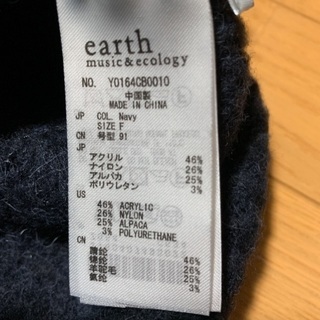 earth
music&ecology
NO. Y0164CB0010
中国製
MADE IN CHINA
JP COL. Navy
SIZE F
CN 号型 91
JP
アクリル 46%
ナイロン 26%
アルパカ 25%
ポリウレタン 3%
US
46% ACRYLIC
26% NYLON
25% ALPACA
3% POLYURETHANE
CN
腈纶 46%
锦纶 26%
羊驼毛 25%
氨纶 3%